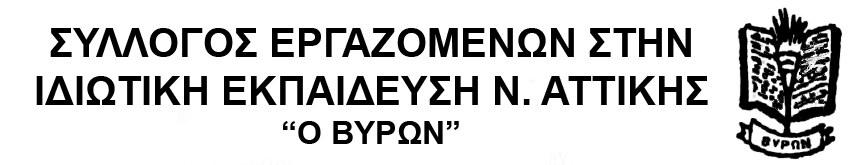 ΣΥΛΛΟΓΟΣ ΕΡΓΑΖΟΜΕΝΩΝ ΣΤΗΝ
ΙΔΙΩΤΙΚΗ ΕΚΠΑΙΔΕΥΣΗ Ν. ΑΤΤΙΚΗΣ
“Ο ΒΥΡΩΝ”
ΒΥΡΩΝ